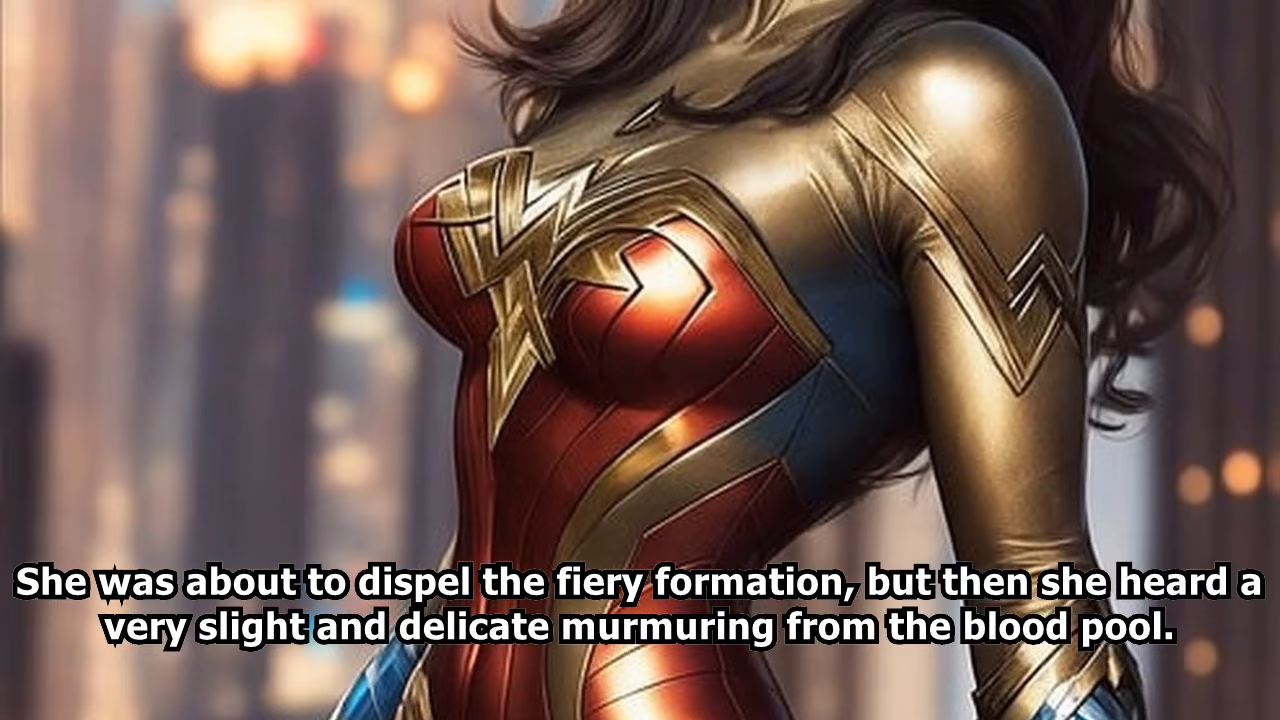 She was about to dispel the fiery formation, but then she heard a
very slight and delicate murmuring from the blood pool.